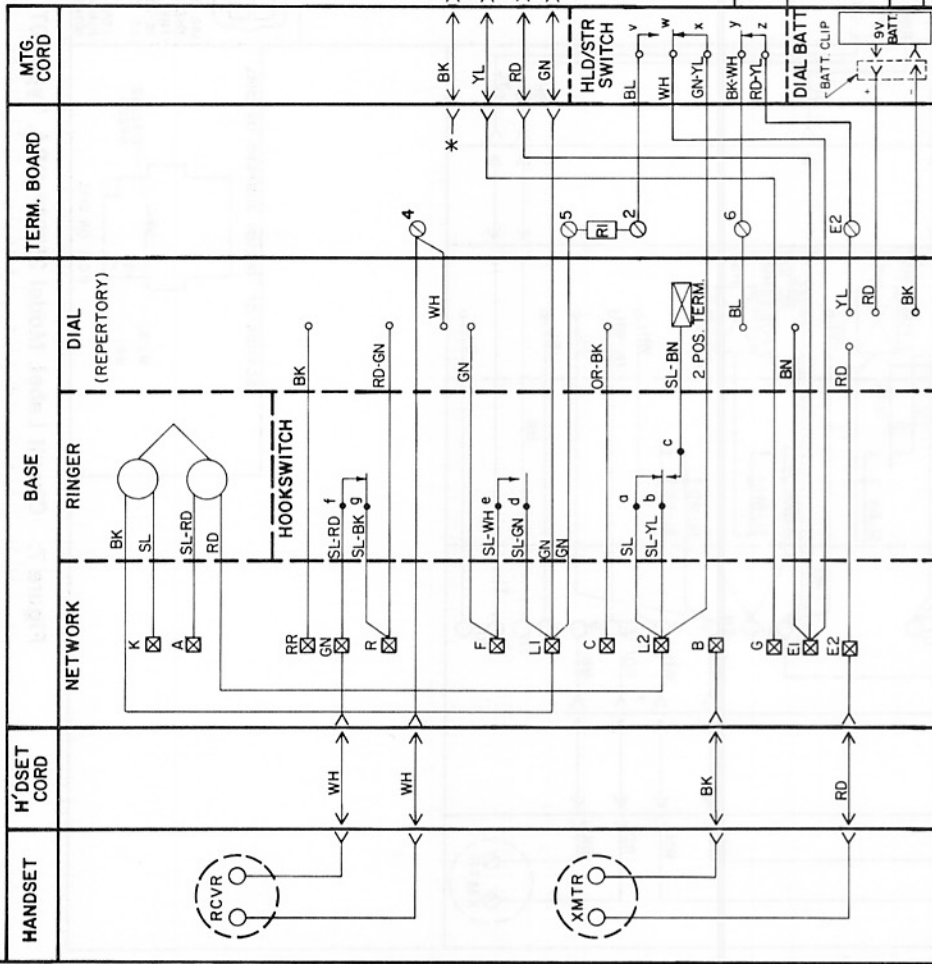 HANDSET
H'DSET
CORD
BASE
TERM. BOARD
MTG.
CORD
NETWORK
RINGER
DIAL
(REPERTORY)
K
BK
SL
A
SL-RD
RD
HOOKSWITCH
RCVR
WH
WH
RR
GN
R
SL-RD
f
SL-BK
g
BK
RD-GN
WH
4
*
BK
YL
RD
GN
F
L1
SL-WH
e
SL-GN
d
GN
GN
GN
5
R1
2
HLD/STR
SWITCH
BL
v
WH
w
GN-YL
x
BK-WH
y
RD-YL
z
C
L2
B
SL
a
SL-YL
b
c
OR-BK
SL-BN
2 POS. TERM.
BL
6
XMTR
BK
RD
G
E1
E2
BN
RD
YL
E2
RD
BK
DIAL BATT
BATT. CLIP
+
-
9V
BATT.